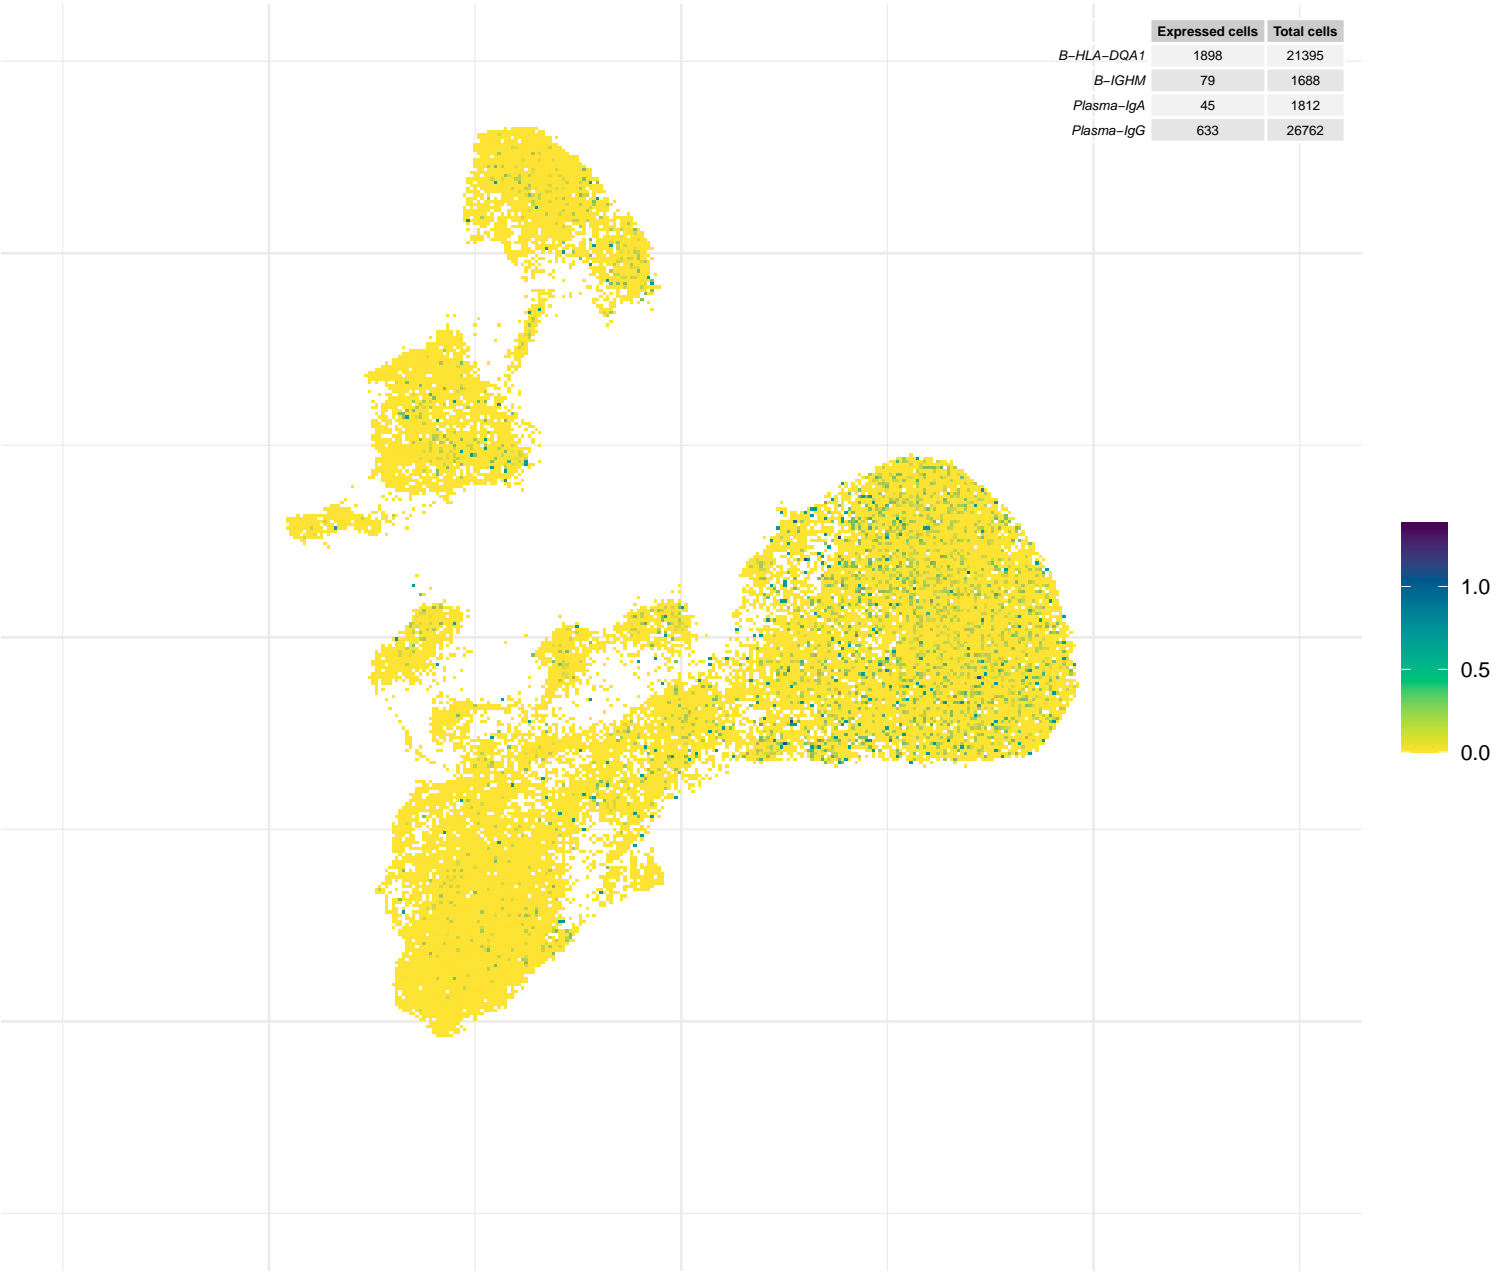 Expressed cells Total cells
B−HLA−DQA1 1898 21395
B−IGHM 79 1688
Plasma−IgA 45 1812
Plasma−IgG 633 26762
1.0
0.5
0.0